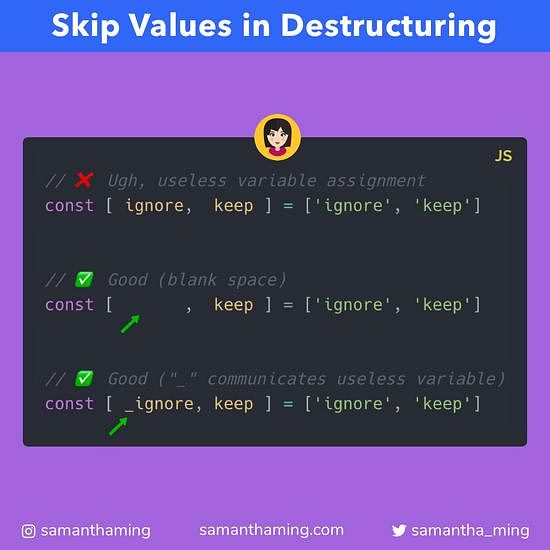 Skip Values in Destructuring
JS
// ❌ Ugh, useless variable assignment
const [ ignore,  keep ] = ['ignore', 'keep']
// ✅ Good (blank space)
const [       ,  keep ] = ['ignore', 'keep']
// ✅ Good ("_" communicates useless variable)
const [ _ignore, keep ] = ['ignore', 'keep']
samanthaming
samanthaming.com
samantha_ming